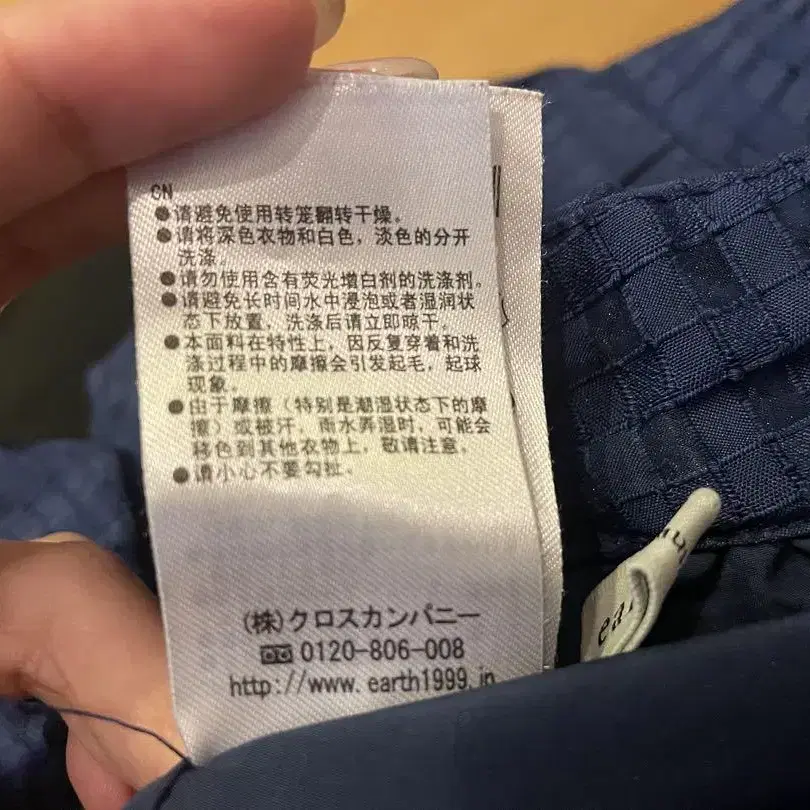 CN
●请避免使用转笼翻转干燥。
●请将深色衣物和白色，淡色的分开
洗涤。
●请勿使用含有荧光增白剂的洗涤剂。
●请避免长时间水中浸泡或者湿润状
态下放置，洗涤后请立即晾干。
●本面料在特性上，因反复穿着和洗
涤过程中的摩擦会引发起毛，起球
现象。
●由于摩擦（特别是潮湿状态下的摩
擦）或被汗，雨水弄湿时，可能会
移色到其他衣物上，敬请注意。
●请小心不要勾扯。
(株)クロスカンパニー
0120-806-008
http://www.earth1999.jp